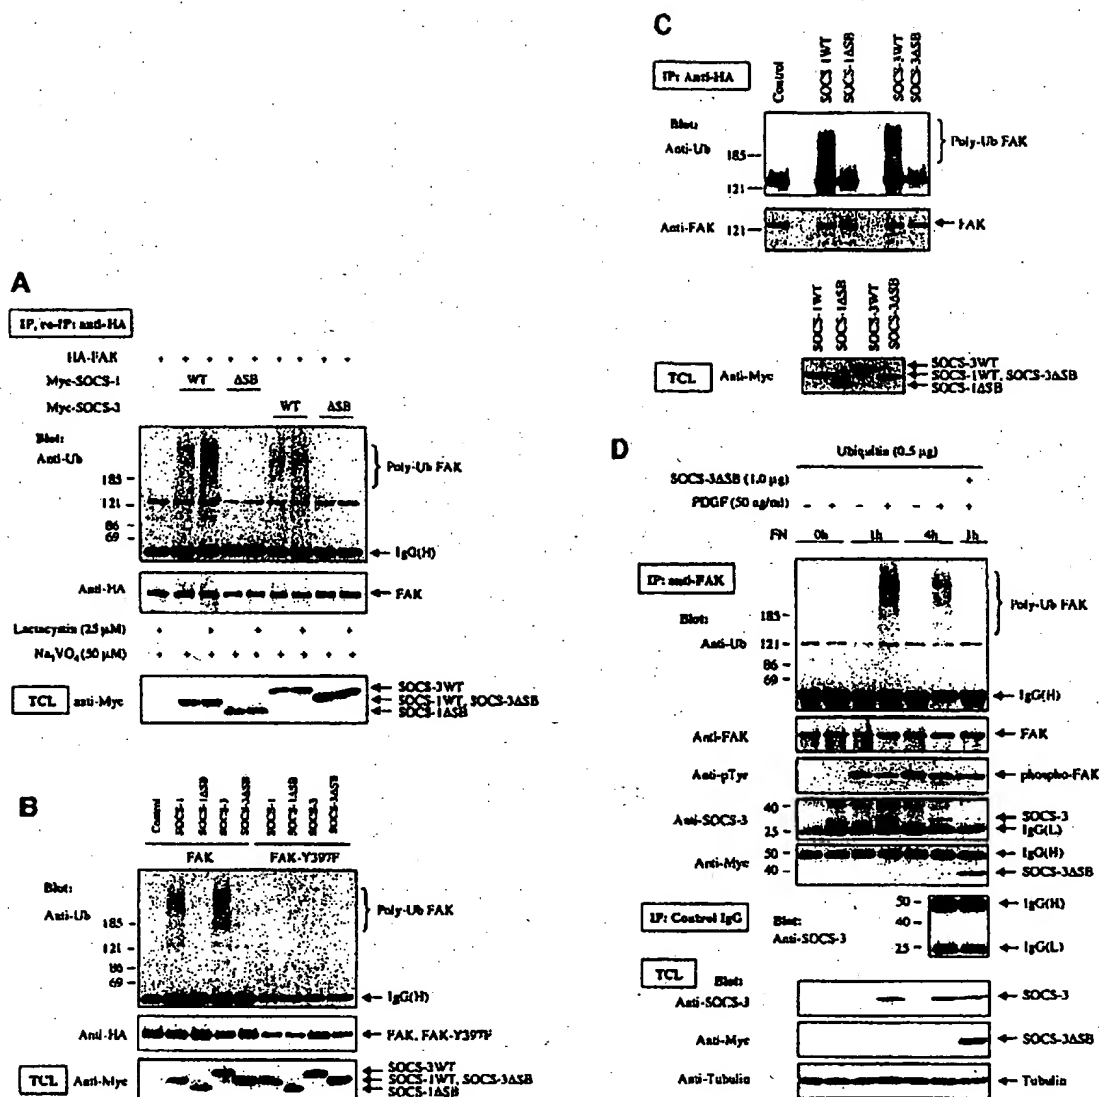 A
IP, re-IP: anti-HA
HA-FAK + + + + + + + + +
Myc-SOCS-1 WT ΔSB
Myc-SOCS-3 WT ΔSB
Blot:
Anti-Ub
185
121
86
69
Poly-Ub FAK
IgG(H)
Anti-HA
FAK
Lactacystin (25 μM) + + + + +
Na3VO4 (50 μM) + + + + + + + + +
TCL anti-Myc
SOCS-3WT
SOCS-1WT, SOCS-3ΔSB
SOCS-1ΔSB
B
Control SOCS-1 SOCS-1ΔSB SOCS-3 SOCS-3ΔSB SOCS-1 SOCS-1ΔSB SOCS-3 SOCS-3ΔSB
FAK FAK-Y397F
Blot:
Anti-Ub
185
121
86
69
Poly-Ub FAK
IgG(H)
Anti-HA
FAK, FAK-Y397F
TCL Anti-Myc
SOCS-3WT
SOCS-1WT, SOCS-3ΔSB
SOCS-1ΔSB
C
IP: Anti-HA
Control SOCS-1WT SOCS-1ΔSB SOCS-3WT SOCS-3ΔSB
Blot:
Anti-Ub
185
121
Poly-Ub FAK
Anti-FAK 121 FAK
SOCS-1WT SOCS-1ΔSB SOCS-3WT SOCS-3ΔSB
TCL Anti-Myc
SOCS-3WT
SOCS-1WT, SOCS-3ΔSB
SOCS-1ΔSB
D
Ubiquitin (0.5 μg)
SOCS-3ΔSB (1.0 μg) +
PDGF (50 ng/ml) - + - + - + +
FN 0h 1h 4h 1h
IP: anti-FAK
Blot:
Anti-Ub
185
121
86
69
Poly-Ub FAK
IgG(H)
Anti-FAK FAK
Anti-pTyr phospho-FAK
Anti-SOCS-3
40
25
SOCS-3
IgG(L)
Anti-Myc
50
40
IgG(H)
SOCS-3ΔSB
IP: Control IgG
Blot:
Anti-SOCS-3
50
40
25
IgG(H)
IgG(L)
TCL
Blot:
Anti-SOCS-3 SOCS-3
Anti-Myc SOCS-3ΔSB
Anti-Tubulin Tubulin